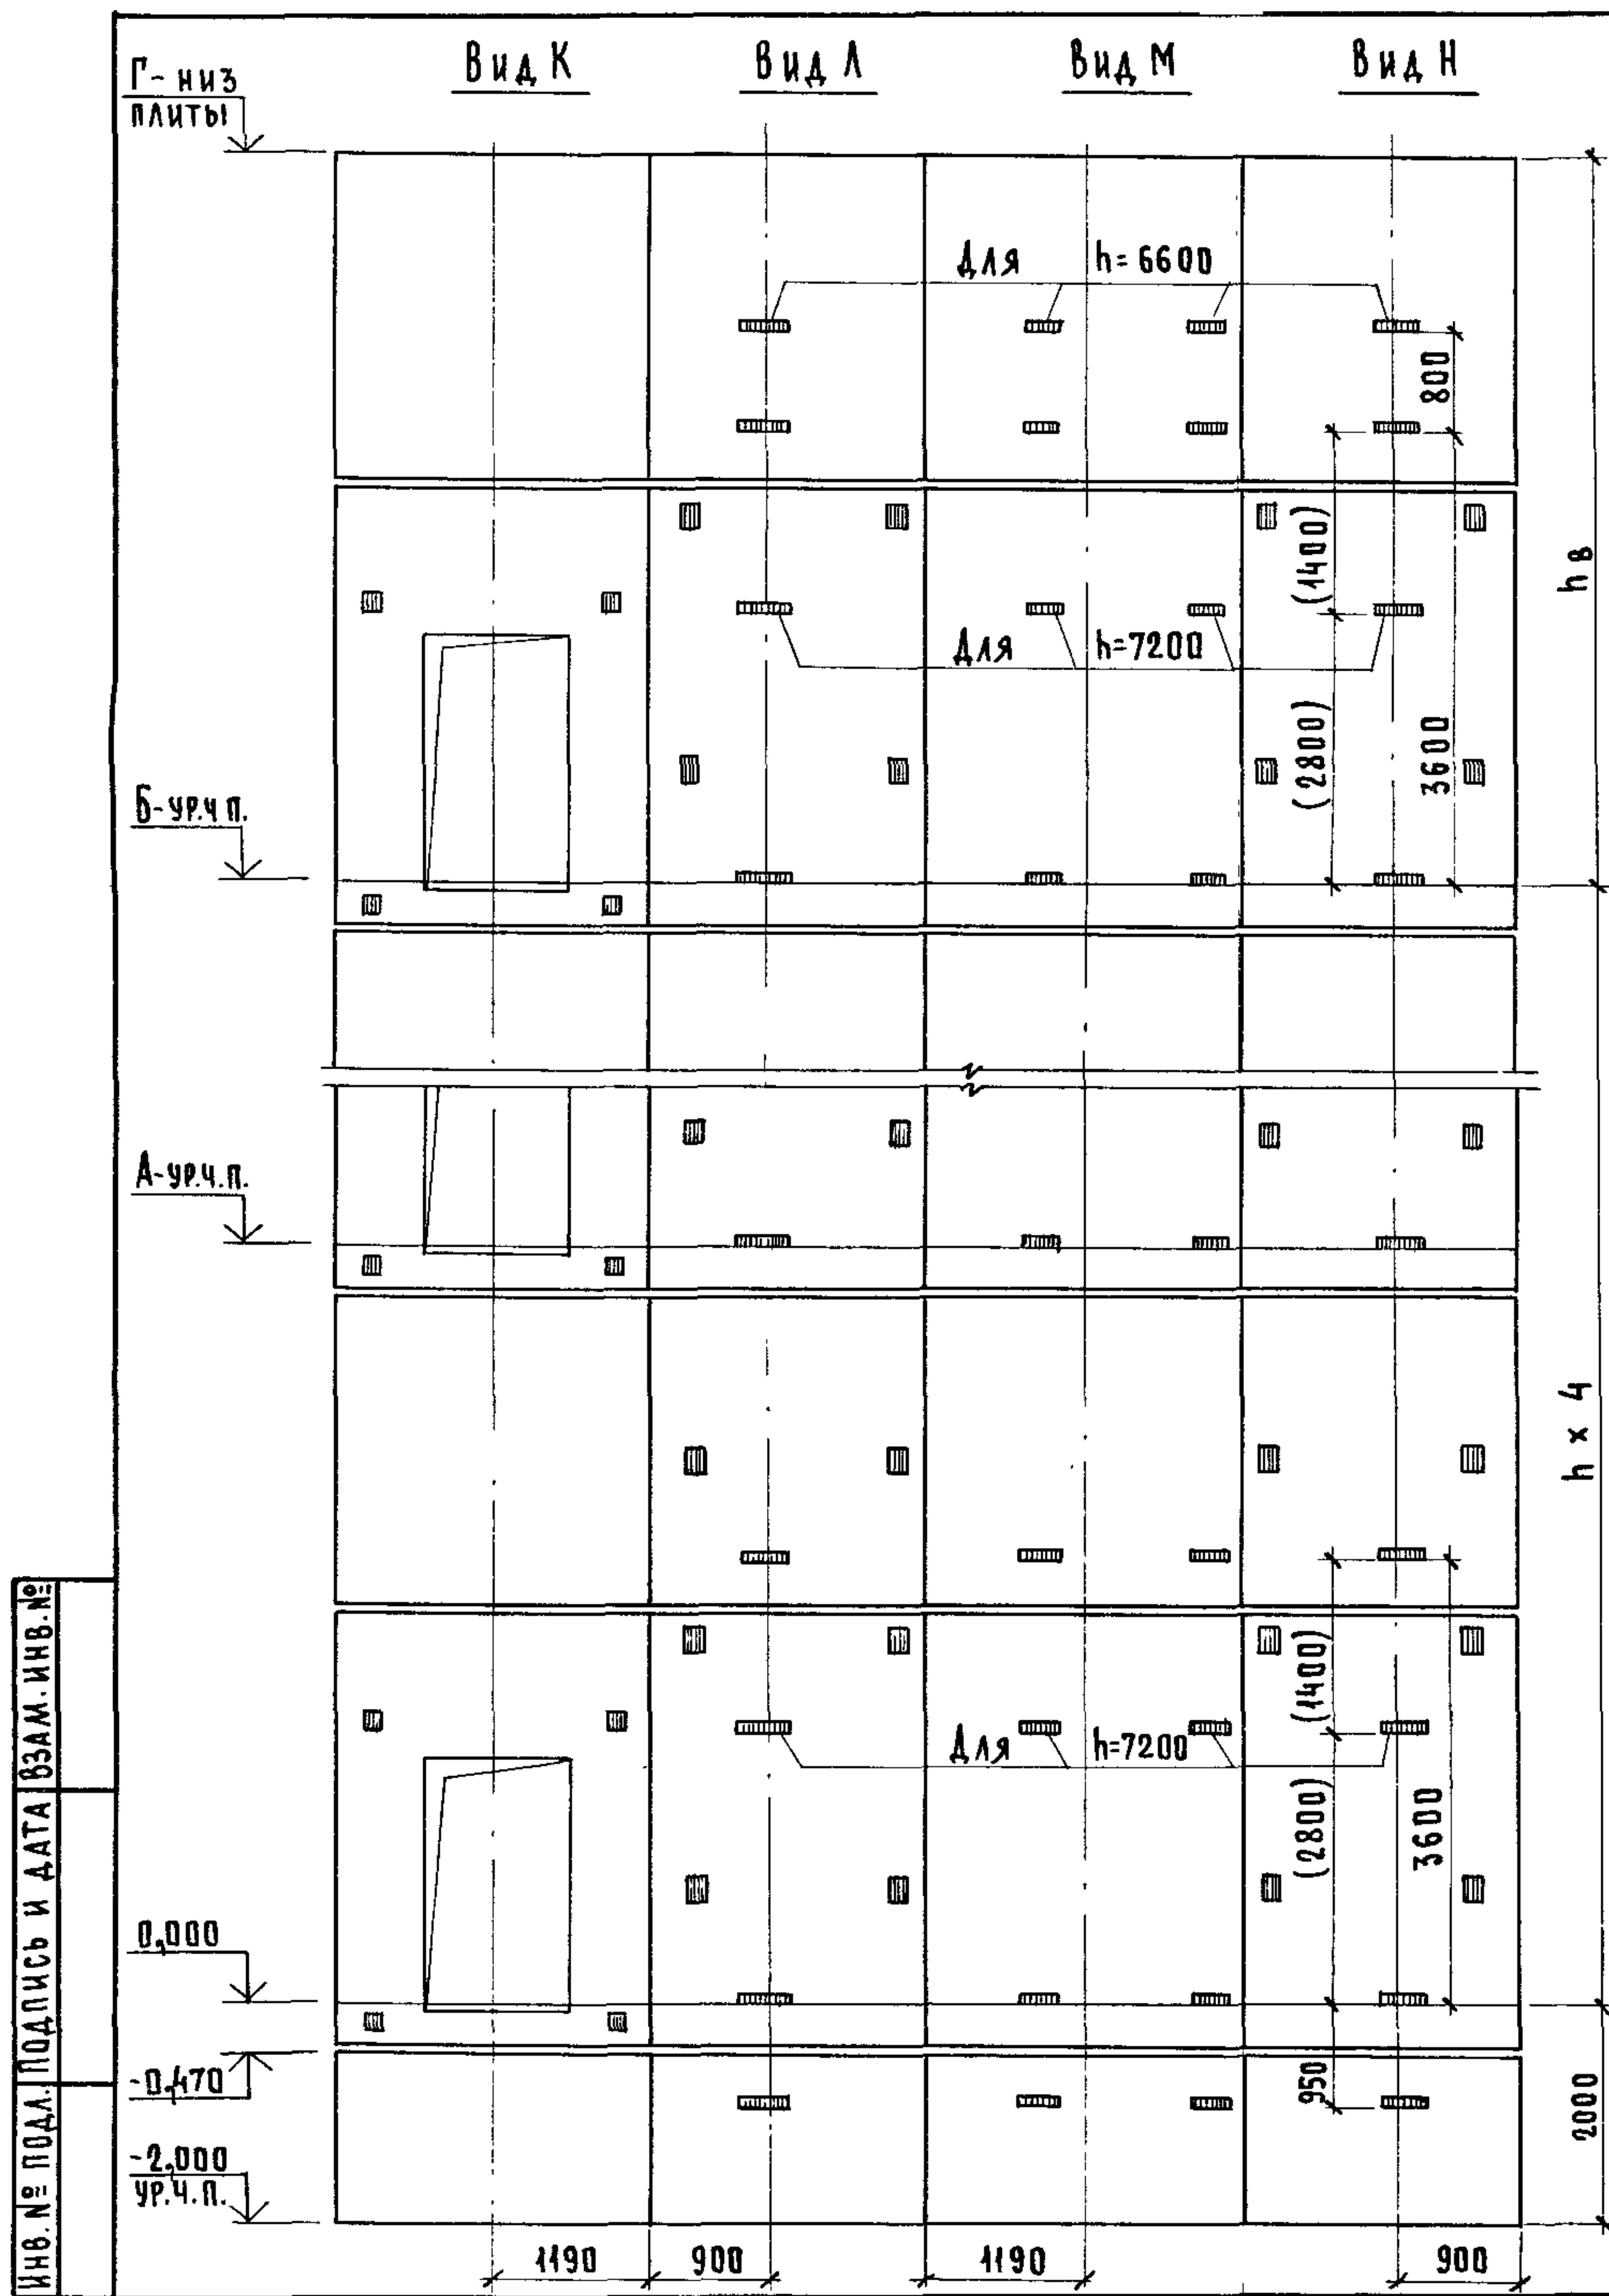 Вид К
Вид Л
Вид М
Вид Н
Г- низ
плиты
Для h= 6600
800
(1400)
hв
Для h=7200
(2800)
3600
Б-ур.ч п.
А-ур.ч.п.
h × 4
(1400)
Для h=7200
(2800)
3600
0,000
-0,470
950
-2,000
ур.ч.п.
2000
1190
900
1190
900
Взам. инв. №
Подпись и дата
Инв. № подл.